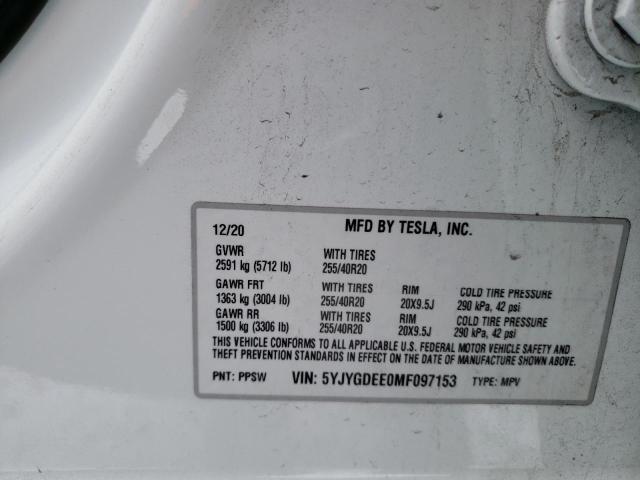 12/20 MFD BY TESLA, INC.
GVWR WITH TIRES
2591 kg (5712 lb) 255/40R20
GAWR FRT WITH TIRES RIM COLD TIRE PRESSURE
1363 kg (3004 lb) 255/40R20 20X9.5J 290 kPa, 42 psi
GAWR RR WITH TIRES RIM COLD TIRE PRESSURE
1500 kg (3306 lb) 255/40R20 20X9.5J 290 kPa, 42 psi
THIS VEHICLE CONFORMS TO ALL APPLICABLE U.S. FEDERAL MOTOR VEHICLE SAFETY AND
THEFT PREVENTION STANDARDS IN EFFECT ON THE DATE OF MANUFACTURE SHOWN ABOVE.
PNT: PPSW VIN: 5YJYGDEE0MF097153 TYPE: MPV